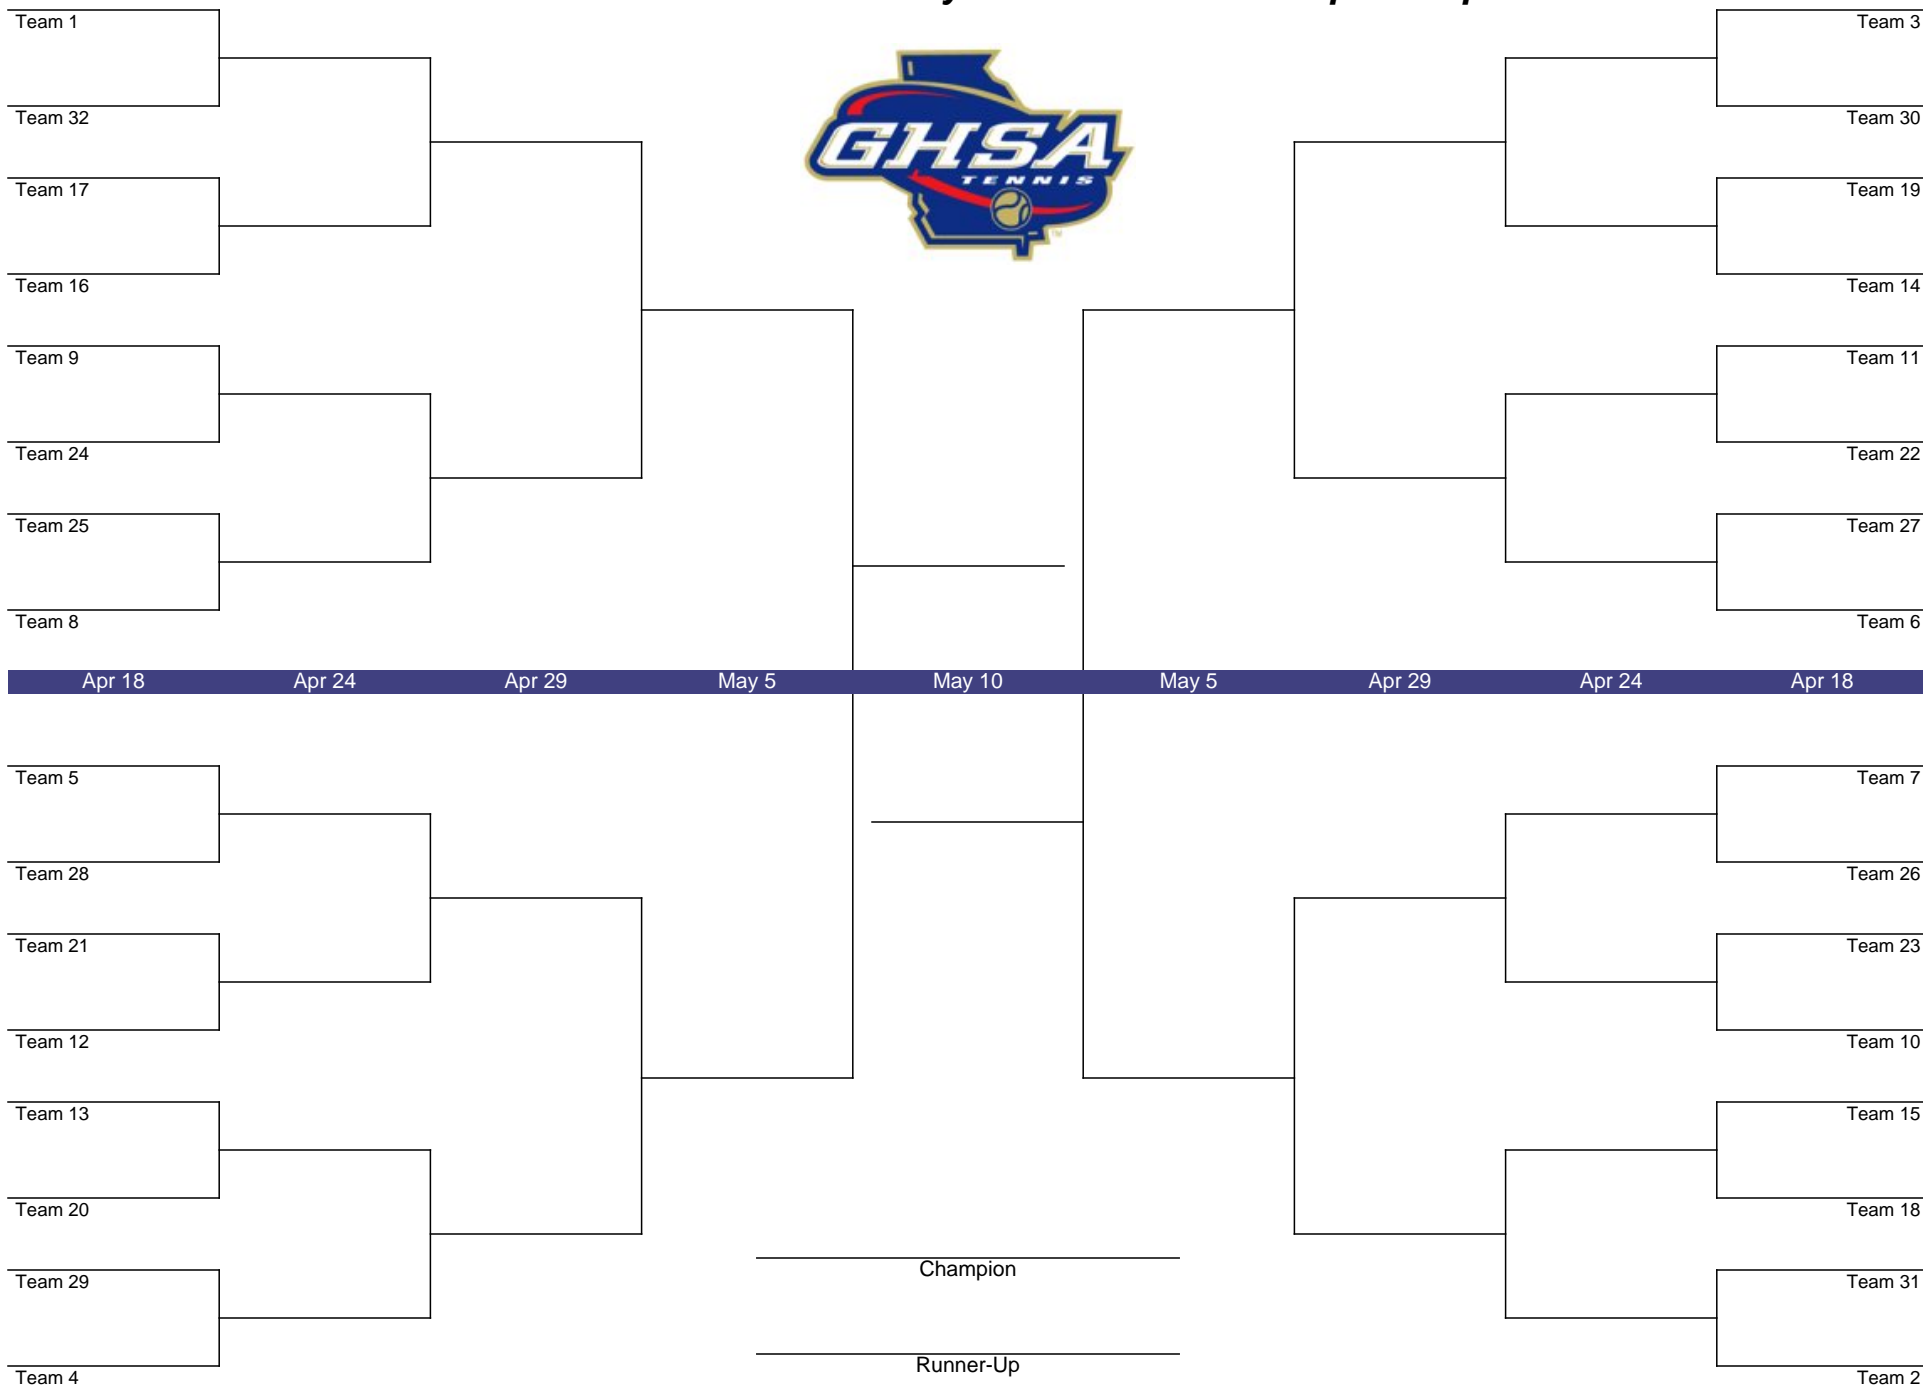 Team 1
Team 32
Team 17
Team 16
Team 9
Team 24
Team 25
Team 8
GHSA
TENNIS
TM
Team 3
Team 30
Team 19
Team 14
Team 11
Team 22
Team 27
Team 6
Apr 18 Apr 24 Apr 29 May 5 May 10 May 5 Apr 29 Apr 24 Apr 18
Team 5
Team 28
Team 21
Team 12
Team 13
Team 20
Team 29
Team 4
Champion
Runner-Up
Team 7
Team 26
Team 23
Team 10
Team 15
Team 18
Team 31
Team 2